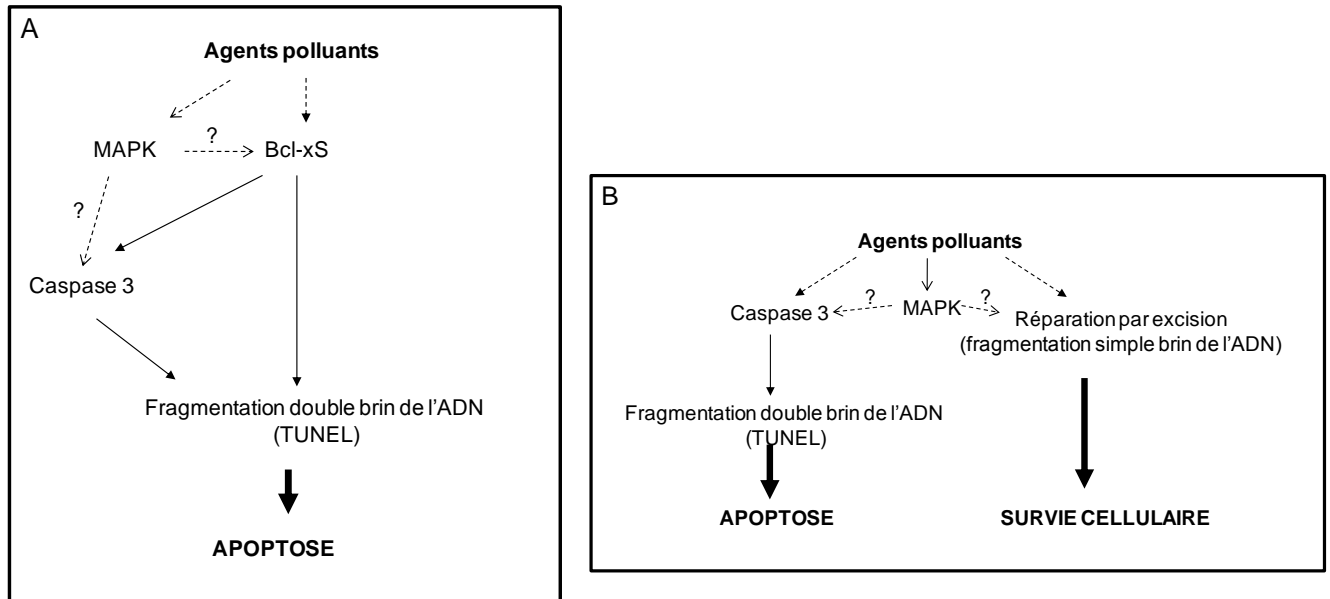 A
Agents polluants
MAPK
?
Bcl-xS
?
Caspase 3
Fragmentation double brin de l'ADN
(TUNEL)
APOPTOSE
B
Agents polluants
Caspase 3
?
MAPK
?
Réparation par excision
(fragmentation simple brin de l'ADN)
Fragmentation double brin de l'ADN
(TUNEL)
APOPTOSE
SURVIE CELLULAIRE